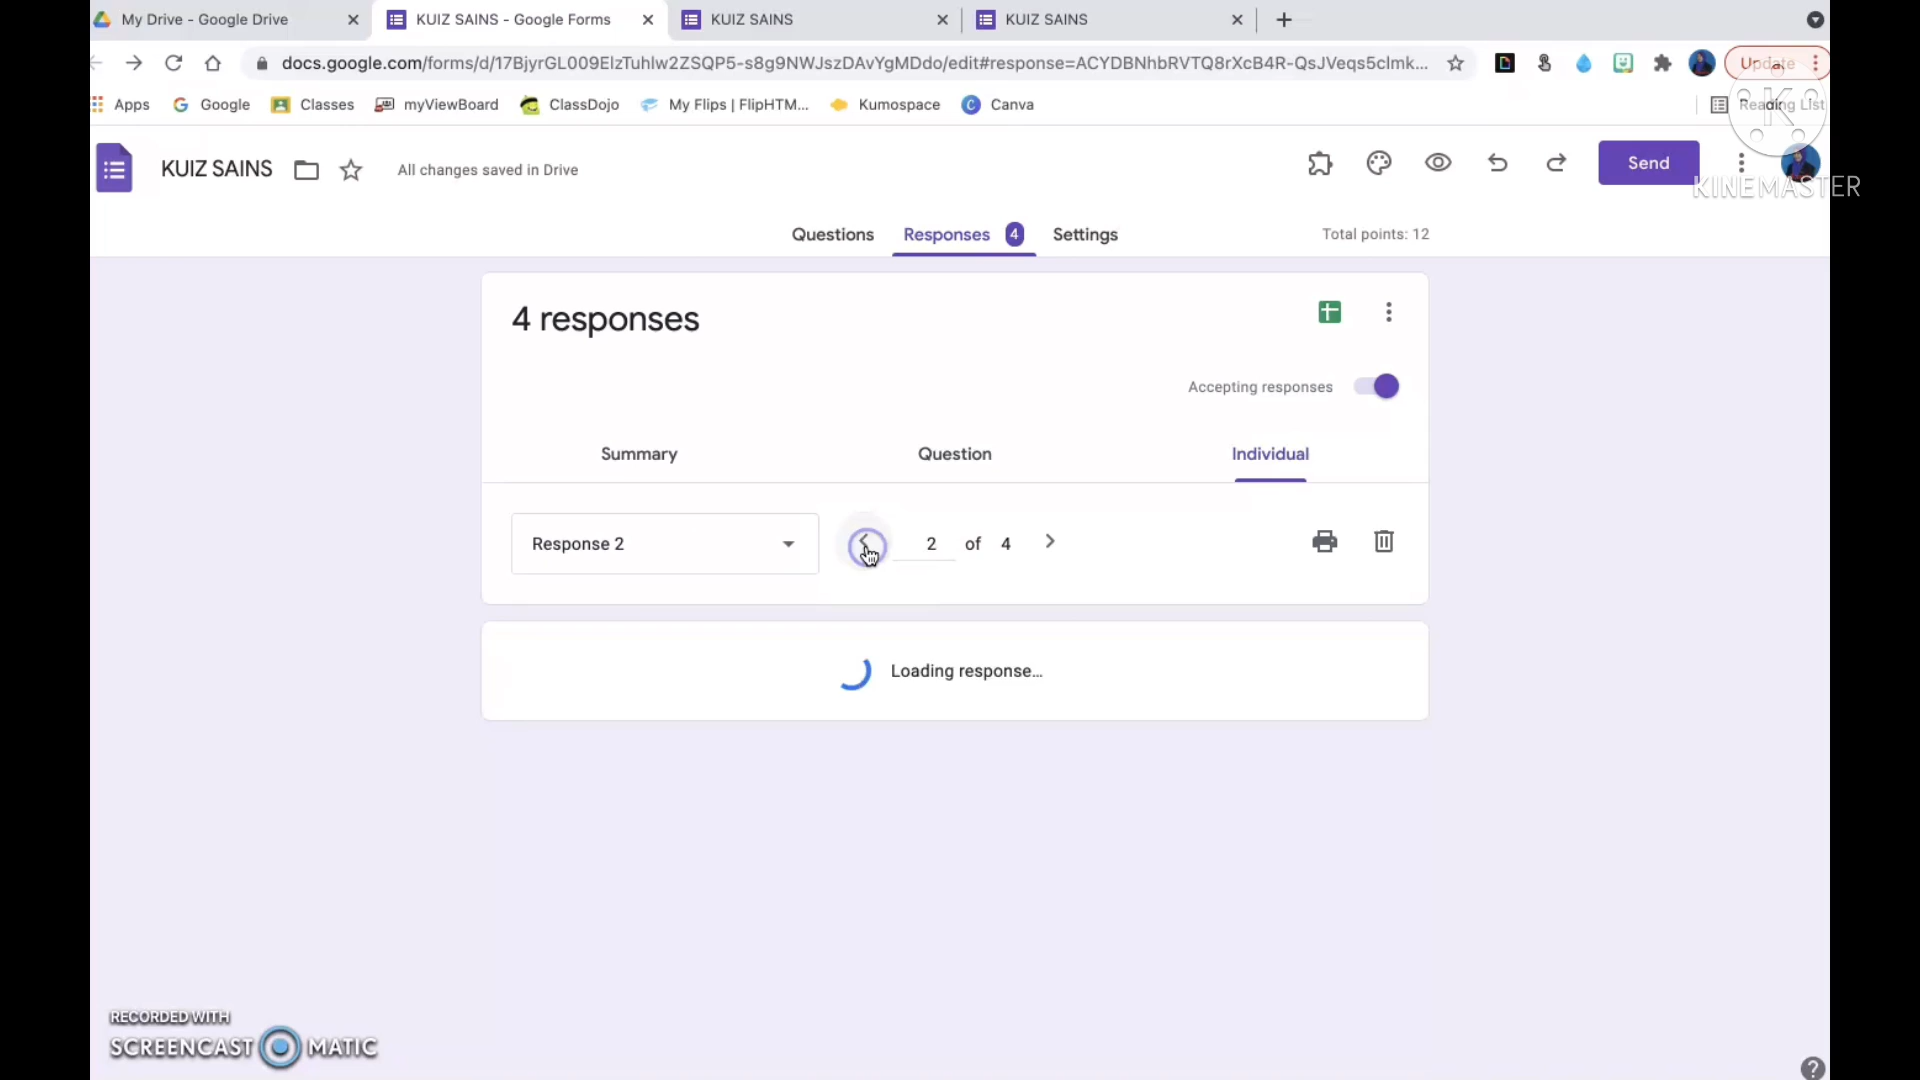 My Drive - Google Drive
KUIZ SAINS - Google Forms
KUIZ SAINS
KUIZ SAINS
docs.google.com/forms/d/17BjyrGL009ElzTuhlw2ZSQP5-s8g9NWJszDAvYgMDdo/edit#response=ACYDBNhbRVTQ8rXcB4R-QsJVeqs5cImk...
Update
Apps
Google
Classes
myViewBoard
ClassDojo
My Flips | FlipHTM...
Kumospace
Canva
Reading List
K
KINEMASTER
KUIZ SAINS
All changes saved in Drive
Send
Questions
Responses 4
Settings
Total points: 12
4 responses
Accepting responses
Summary
Question
Individual
Response 2
2 of 4
Loading response...
RECORDED WITH
SCREENCAST MATIC